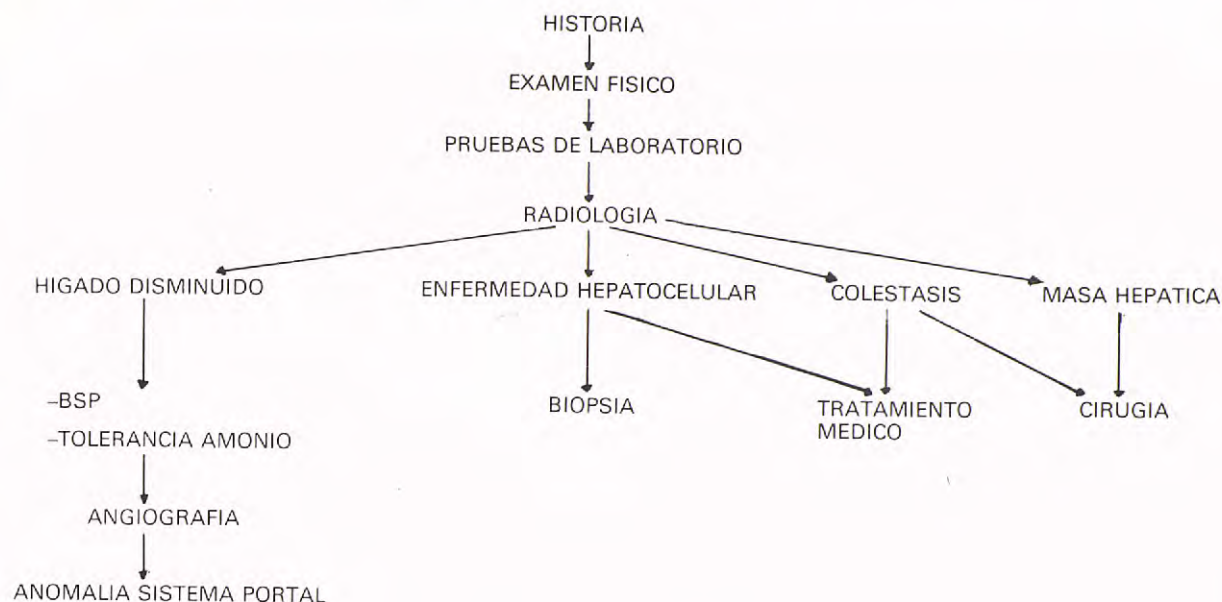 HISTORIA
EXAMEN FISICO
PRUEBAS DE LABORATORIO
RADIOLOGIA
HIGADO DISMINUIDO
ENFERMEDAD HEPATOCELULAR
COLESTASIS
MASA HEPATICA
–BSP
–TOLERANCIA AMONIO
BIOPSIA
TRATAMIENTO
MEDICO
CIRUGIA
ANGIOGRAFIA
ANOMALIA SISTEMA PORTAL